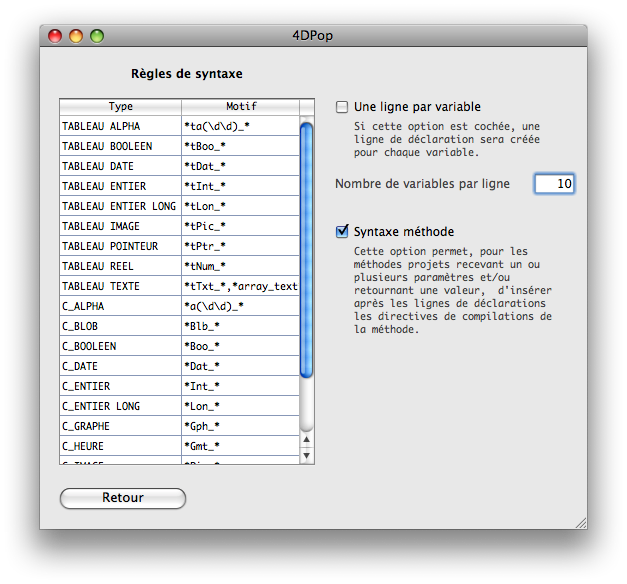 4DPop
Règles de syntaxe
Type Motif
TABLEAU ALPHA *ta(\d\d)_*
TABLEAU BOOLEEN *tBoo_*
TABLEAU DATE *tDat_*
TABLEAU ENTIER *tInt_*
TABLEAU ENTIER LONG *tLon_*
TABLEAU IMAGE *tPic_*
TABLEAU POINTEUR *tPtr_*
TABLEAU REEL *tNum_*
TABLEAU TEXTE *tTxt_*,*array_text
C_ALPHA *a(\d\d)_*
C_BLOB *Blb_*
C_BOOLEEN *Boo_*
C_DATE *Dat_*
C_ENTIER *Int_*
C_ENTIER LONG *Lon_*
C_GRAPHE *Gph_*
C_HEURE *Gmt_*
Retour
Une ligne par variable
Si cette option est cochée, une
ligne de déclaration sera créée
pour chaque variable.
Nombre de variables par ligne 10
Syntaxe méthode
Cette option permet, pour les
méthodes projets recevant un ou
plusieurs paramètres et/ou
retournant une valeur, d'insérer
après les lignes de déclarations
les directives de compilations de
la méthode.